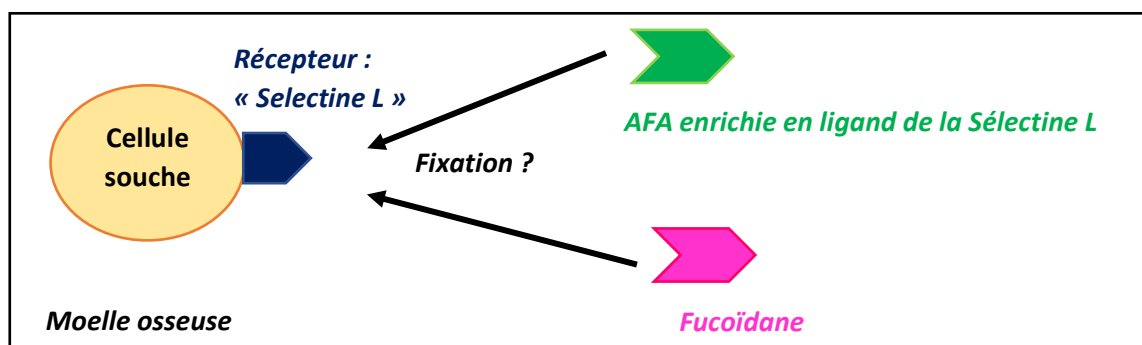 Récepteur :
« Selectine L »
Cellule
souche
AFA enrichie en ligand de la Sélectine L
Fixation ?
Moelle osseuse
Fucoïdane